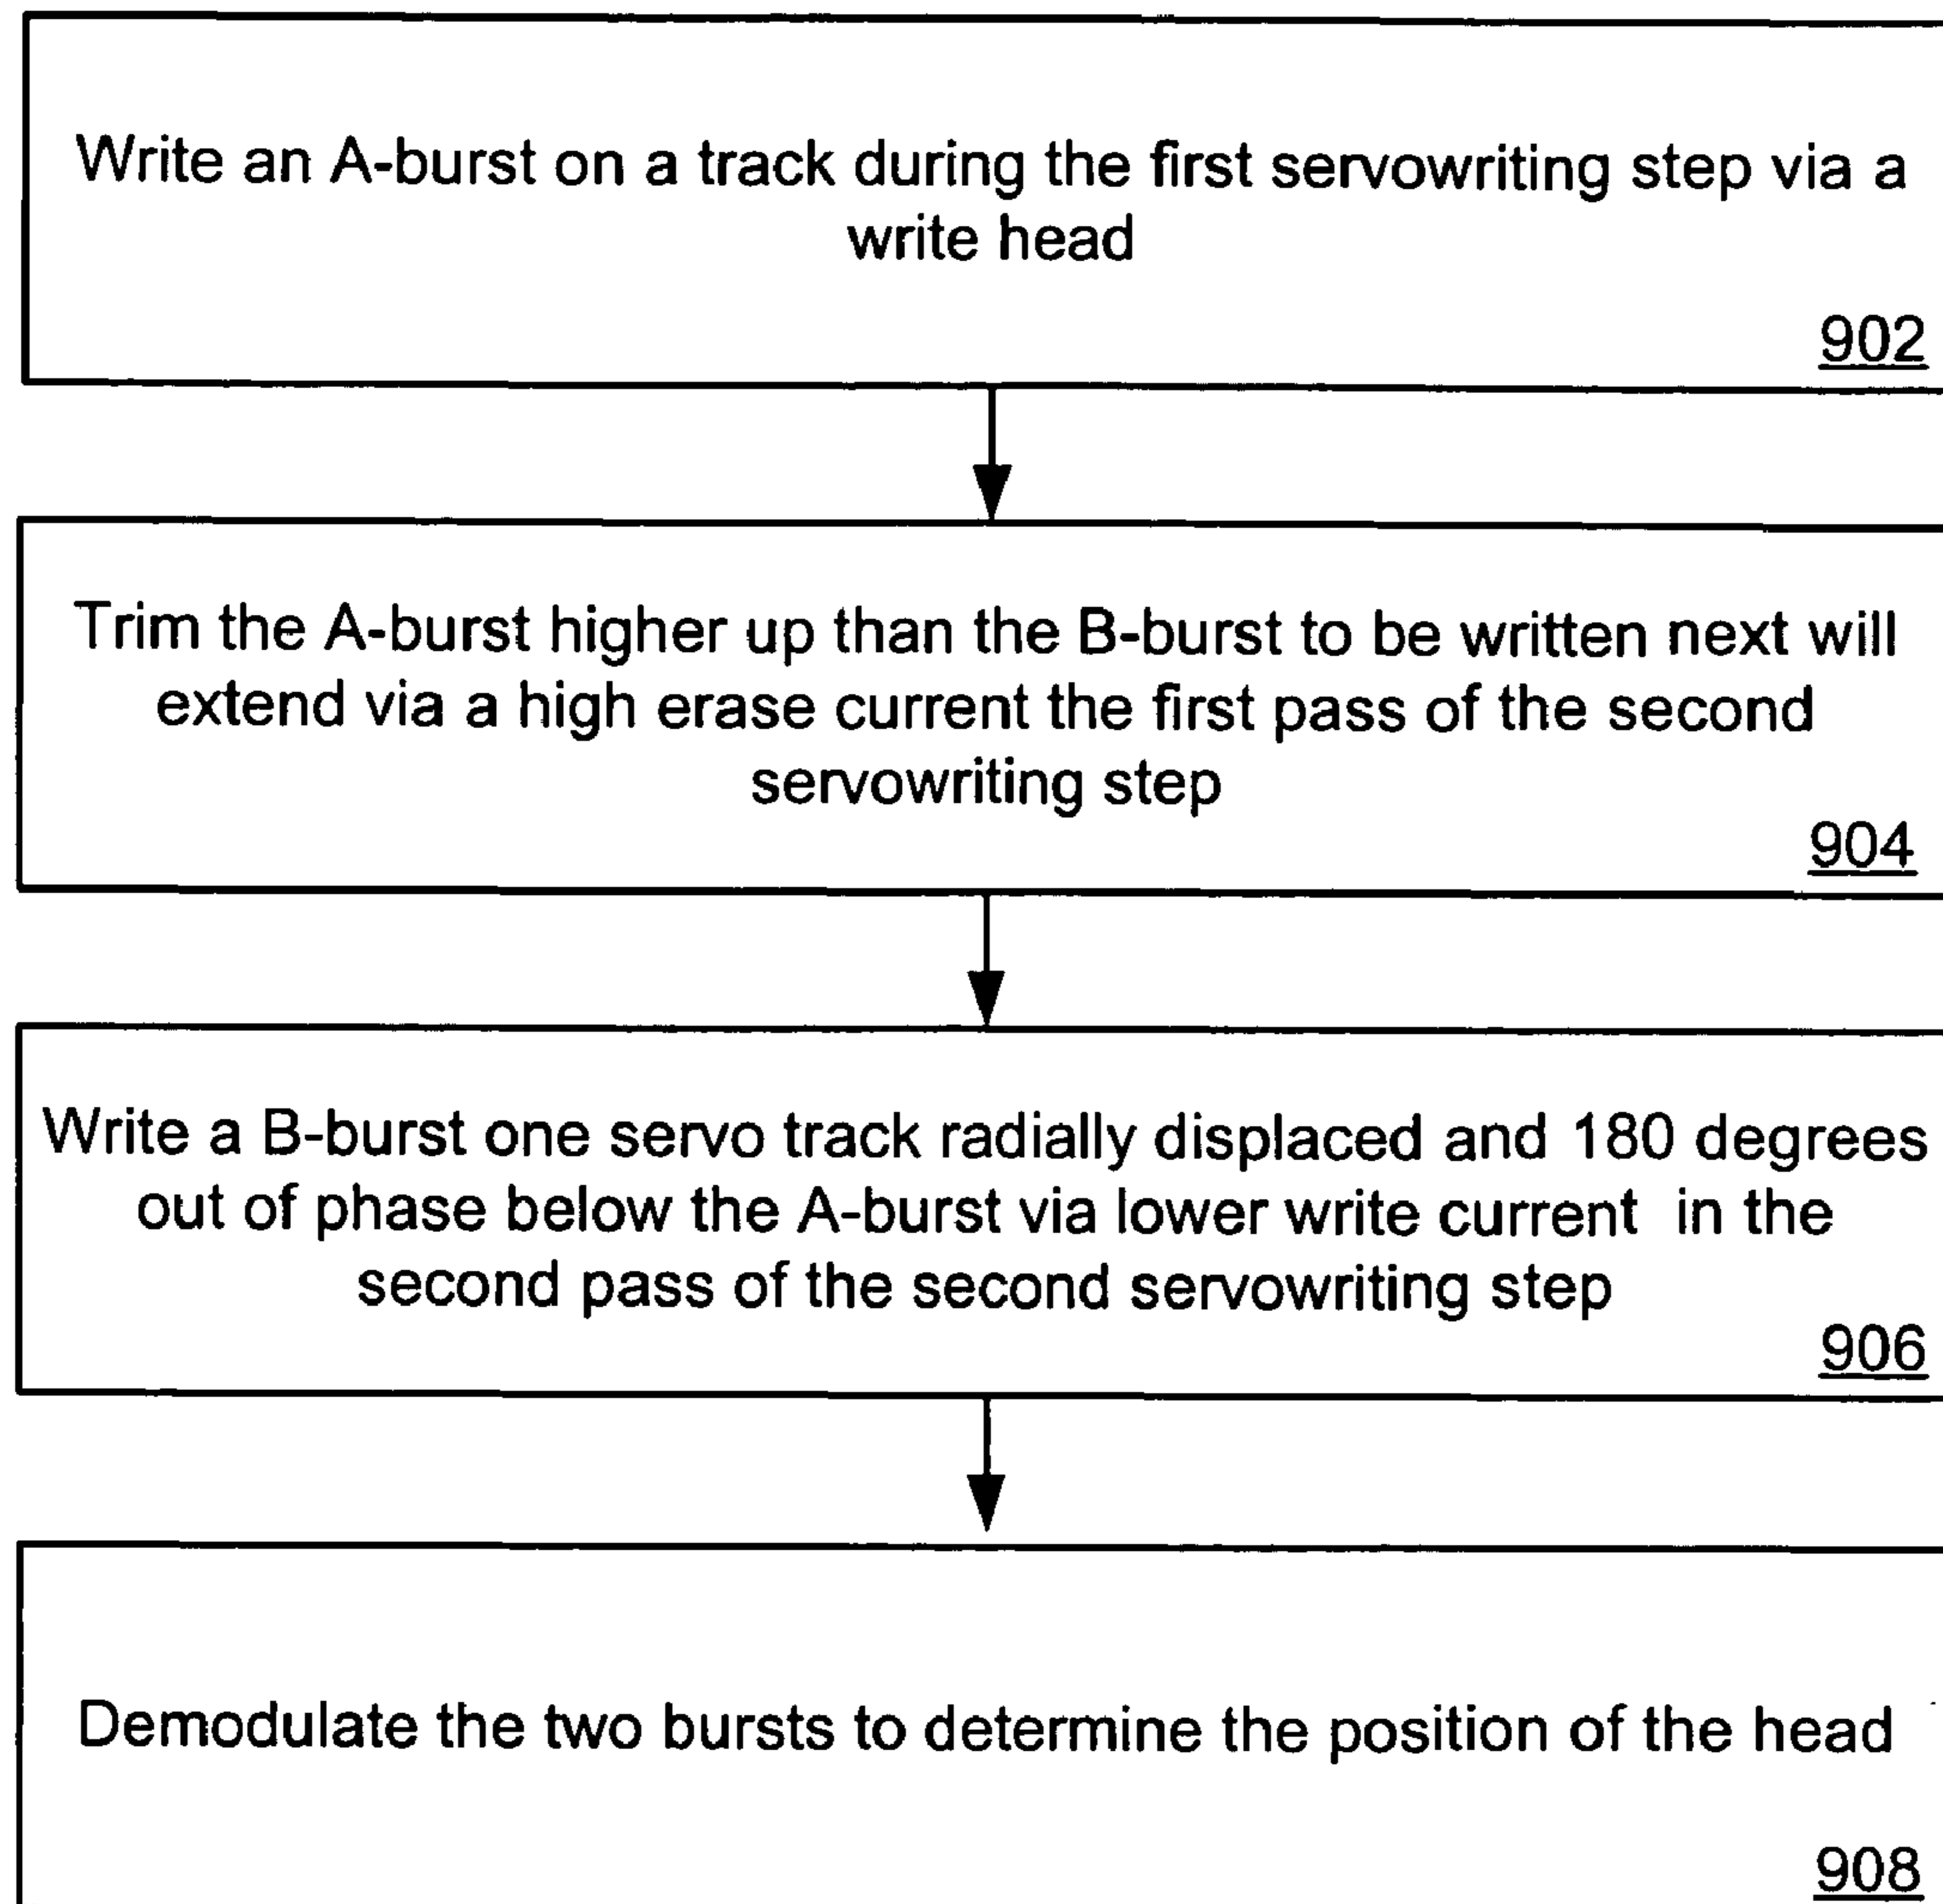 Write an A-burst on a track during the first servowriting step via a
write head
902
Trim the A-burst higher up than the B-burst to be written next will
extend via a high erase current the first pass of the second
servowriting step
904
Write a B-burst one servo track radially displaced and 180 degrees
out of phase below the A-burst via lower write current in the
second pass of the second servowriting step
906
Demodulate the two bursts to determine the position of the head
908